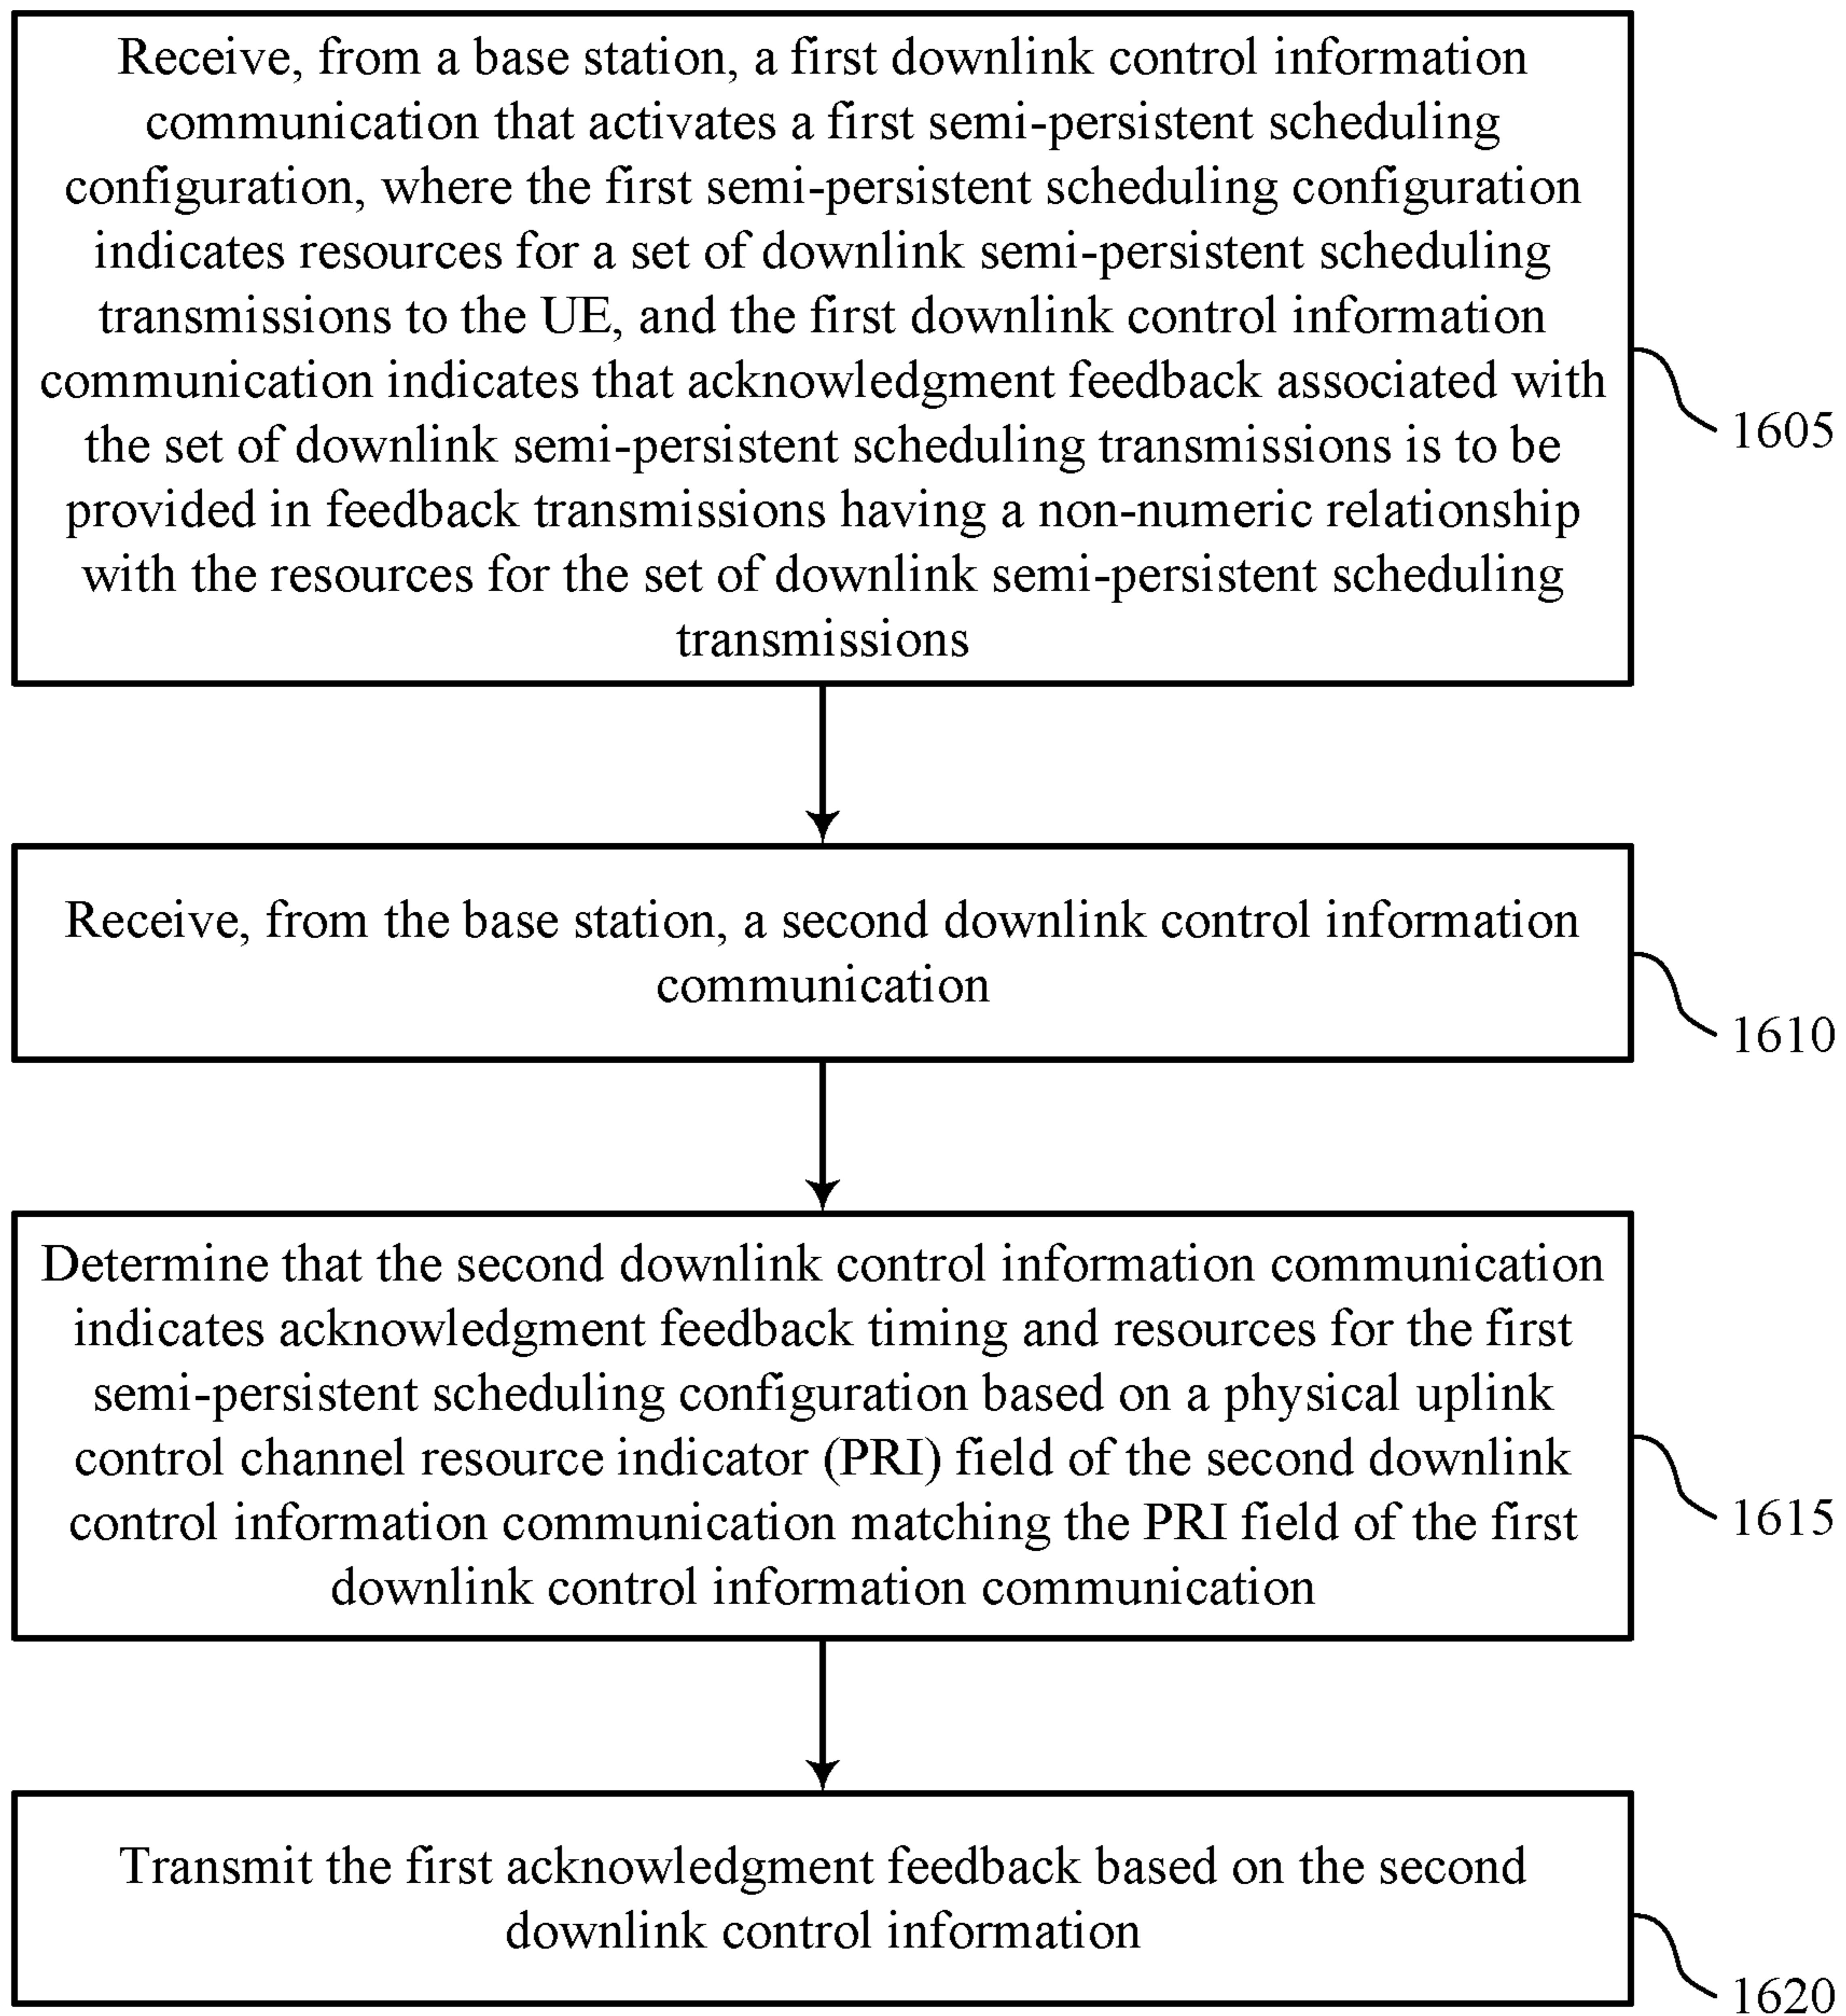 Receive, from a base station, a first downlink control information
communication that activates a first semi-persistent scheduling
configuration, where the first semi-persistent scheduling configuration
indicates resources for a set of downlink semi-persistent scheduling
transmissions to the UE, and the first downlink control information
communication indicates that acknowledgment feedback associated with
the set of downlink semi-persistent scheduling transmissions is to be
provided in feedback transmissions having a non-numeric relationship
with the resources for the set of downlink semi-persistent scheduling
transmissions
1605
Receive, from the base station, a second downlink control information
communication
1610
Determine that the second downlink control information communication
indicates acknowledgment feedback timing and resources for the first
semi-persistent scheduling configuration based on a physical uplink
control channel resource indicator (PRI) field of the second downlink
control information communication matching the PRI field of the first
downlink control information communication
1615
Transmit the first acknowledgment feedback based on the second
downlink control information
1620